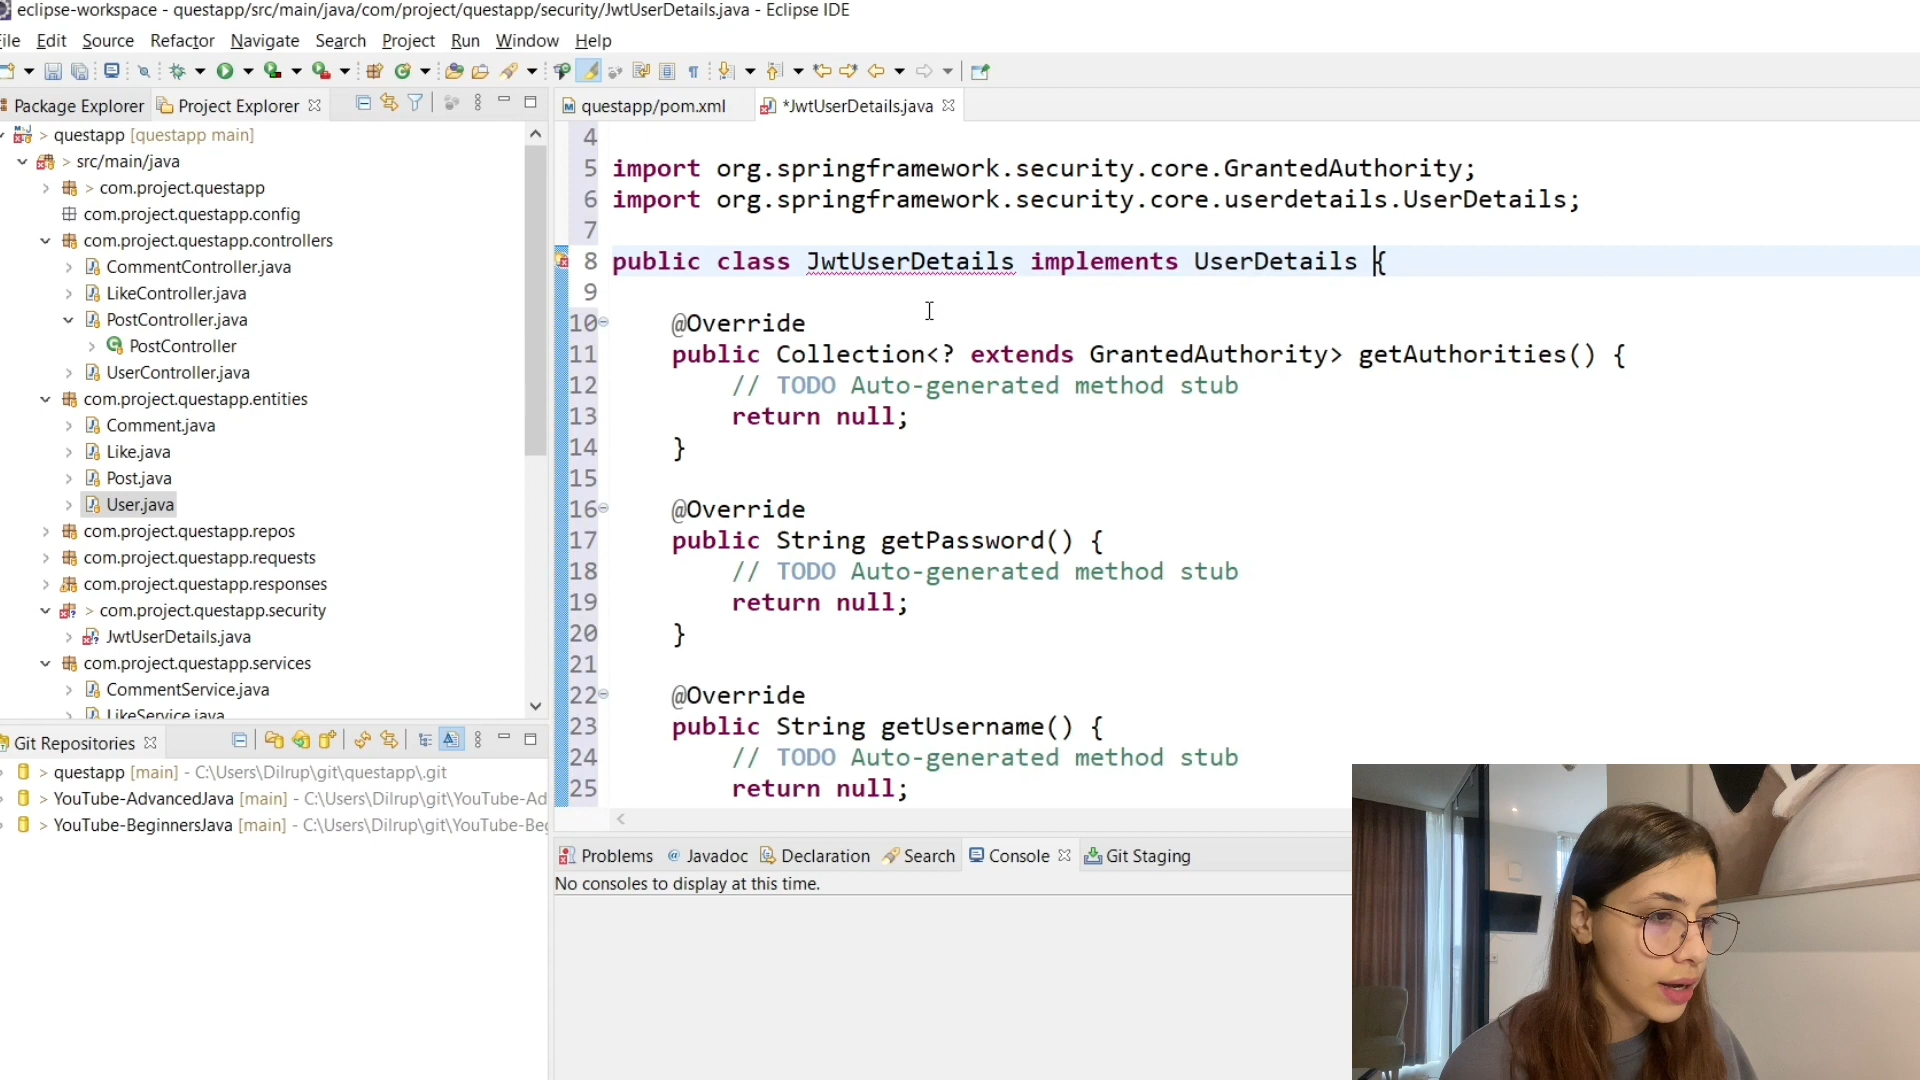 eclipse-workspace - questapp/src/main/java/com/project/questapp/security/JwtUserDetails.java - Eclipse IDE
File Edit Source Refactor Navigate Search Project Run Window Help
Package Explorer Project Explorer
questapp/pom.xml *JwtUserDetails.java
> questapp [questapp main]
> src/main/java
> com.project.questapp
com.project.questapp.config
com.project.questapp.controllers
CommentController.java
LikeController.java
PostController.java
PostController
UserController.java
com.project.questapp.entities
Comment.java
Like.java
Post.java
User.java
com.project.questapp.repos
com.project.questapp.requests
com.project.questapp.responses
> com.project.questapp.security
JwtUserDetails.java
com.project.questapp.services
CommentService.java
LikeService.java
4
5 import org.springframework.security.core.GrantedAuthority;
6 import org.springframework.security.core.userdetails.UserDetails;
7
8 public class JwtUserDetails implements UserDetails {
9
10 @Override
11 public Collection<? extends GrantedAuthority> getAuthorities() {
12 // TODO Auto-generated method stub
13 return null;
14 }
15
16 @Override
17 public String getPassword() {
18 // TODO Auto-generated method stub
19 return null;
20 }
21
22 @Override
23 public String getUsername() {
24 // TODO Auto-generated method stub
25 return null;
Git Repositories
> questapp [main] - C:\Users\Dilrup\git\questapp\.git
> YouTube-AdvancedJava [main] - C:\Users\Dilrup\git\YouTube-Ad
> YouTube-BeginnersJava [main] - C:\Users\Dilrup\git\YouTube-Beg
Problems Javadoc Declaration Search Console Git Staging
No consoles to display at this time.